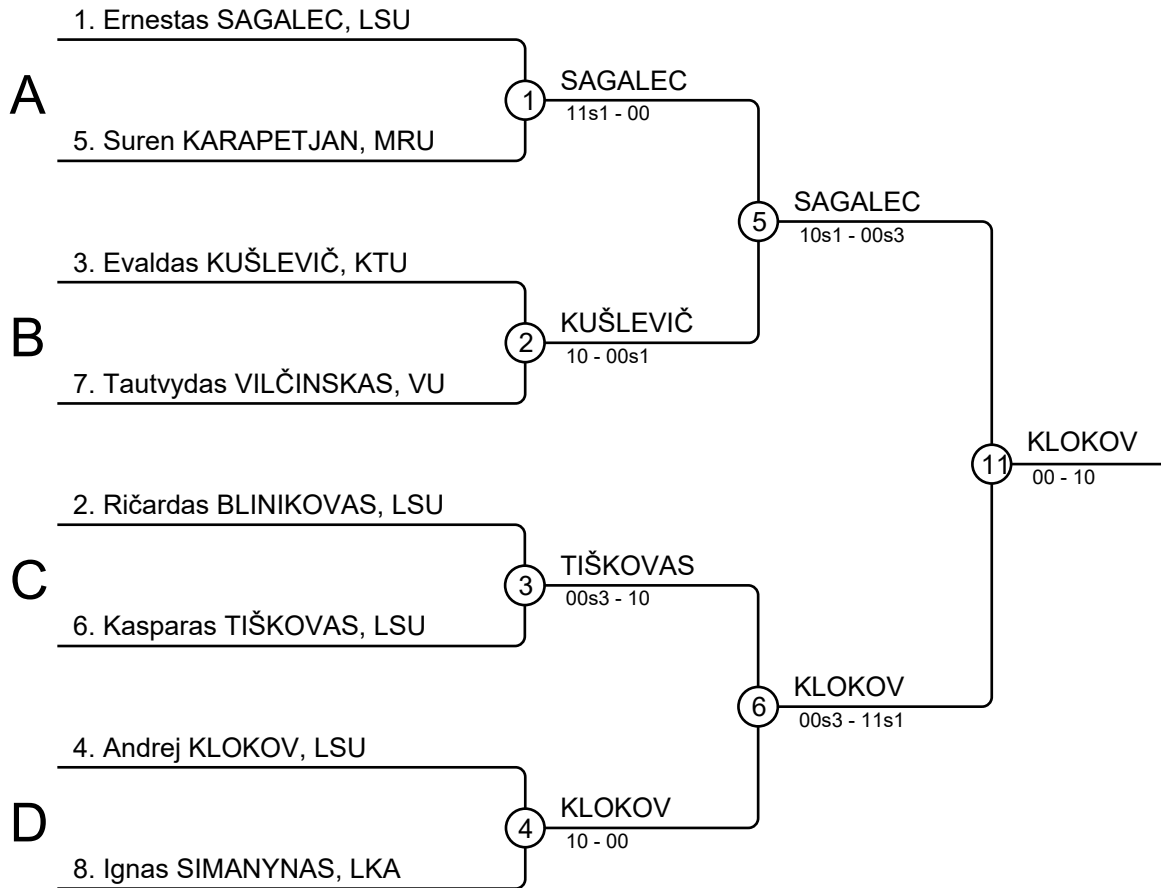 1. Ernestas SAGALEC, LSU
A
1
SAGALEC
11s1 - 00
5. Suren KARAPETJAN, MRU
5
SAGALEC
10s1 - 00s3
3. Evaldas KUŠLEVIČ, KTU
B
2
KUŠLEVIČ
10 - 00s1
7. Tautvydas VILČINSKAS, VU
11
KLOKOV
00 - 10
2. Ričardas BLINIKOVAS, LSU
C
3
TIŠKOVAS
00s3 - 10
6. Kasparas TIŠKOVAS, LSU
6
KLOKOV
00s3 - 11s1
4. Andrej KLOKOV, LSU
D
4
KLOKOV
10 - 00
8. Ignas SIMANYNAS, LKA